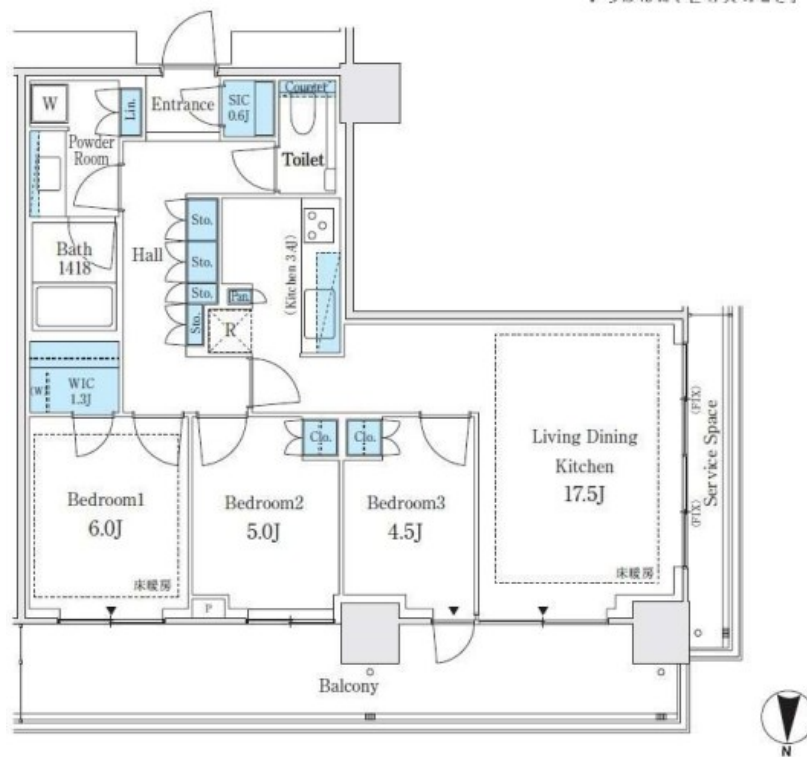 W
Lin.
Entrance
SIC
0.6J
Counter
Powder
Room
Toilet
Bath
1418
Hall
Sto.
Sto.
Sto.
Sto.
Pan.
R
(Kitchen 3.4J)
(W)
WIC
1.3J
Clo.
Clo.
Bedroom1
6.0J
床暖房
Bedroom2
5.0J
P
Bedroom3
4.5J
Living Dining
Kitchen
17.5J
床暖房
(FIX)
(FIX)
Service Space
Balcony
N